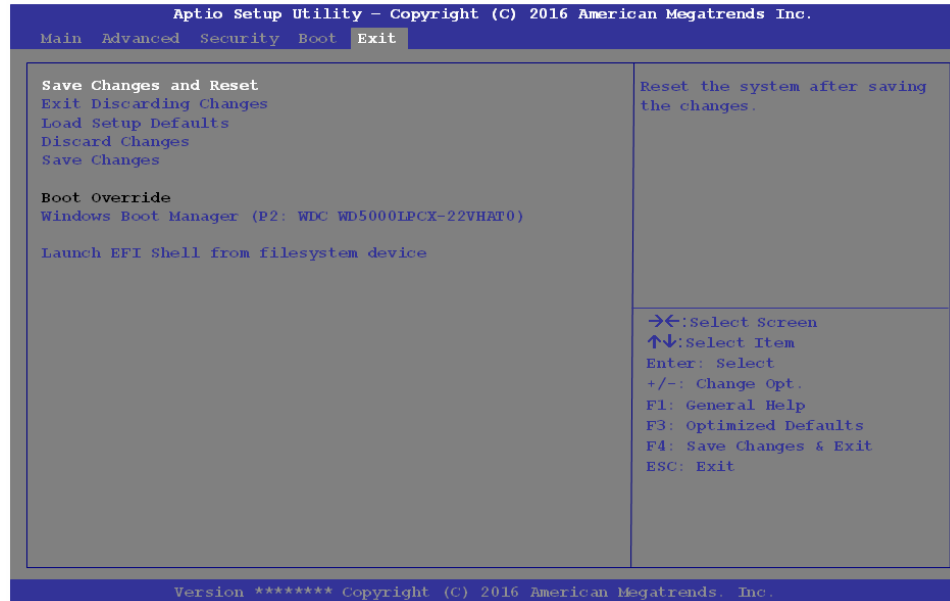 Aptio Setup Utility – Copyright (C) 2016 American Megatrends Inc.
Main Advanced Security Boot Exit
Save Changes and Reset
Exit Discarding Changes
Load Setup Defaults
Discard Changes
Save Changes
Boot Override
Windows Boot Manager (P2: WDC WD5000LPCX-22VHAT0)
Launch EFI Shell from filesystem device
Reset the system after saving
the changes.
→←:Select Screen
↑↓:Select Item
Enter: Select
+/-: Change Opt.
F1: General Help
F3: Optimized Defaults
F4: Save Changes & Exit
ESC: Exit
Version ******** Copyright (C) 2016 American Megatrends. Inc.